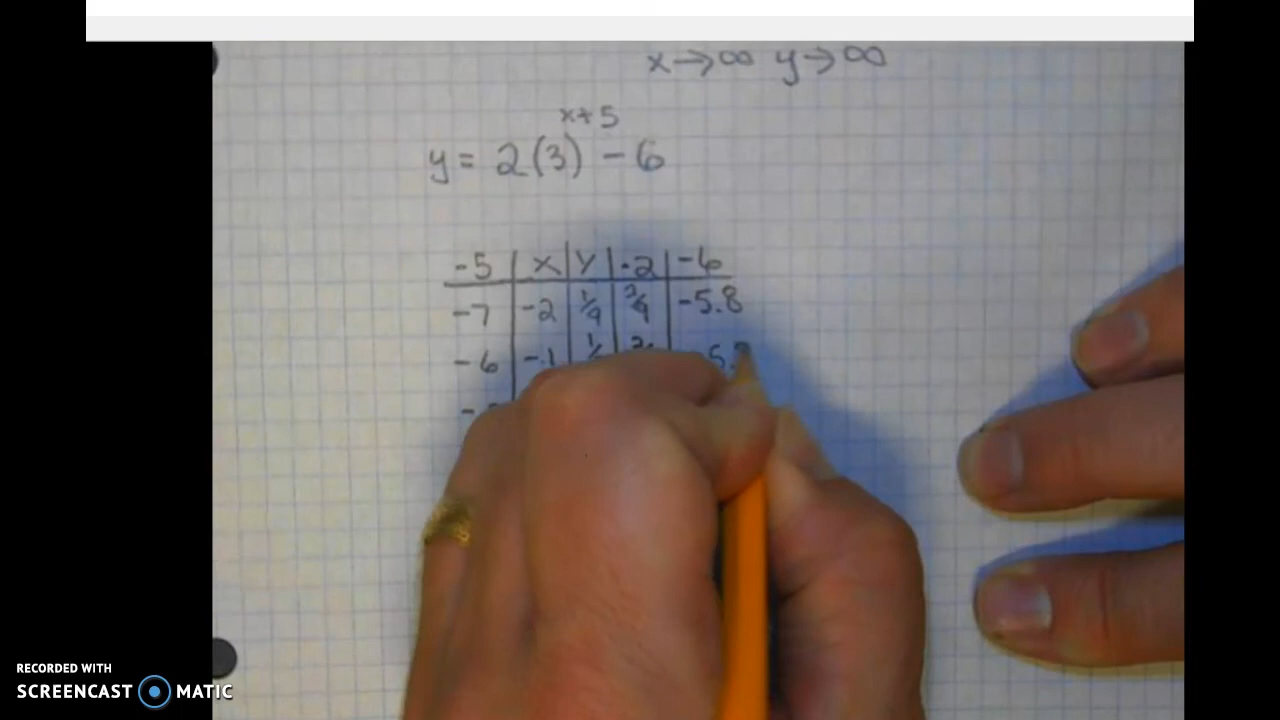 x→∞ y→∞
x+5
y = 2(3) - 6
-5 x y ·2 -6
-7 -2 1/9 2/9 -5.8
-6 -1
RECORDED WITH
SCREENCAST MATIC